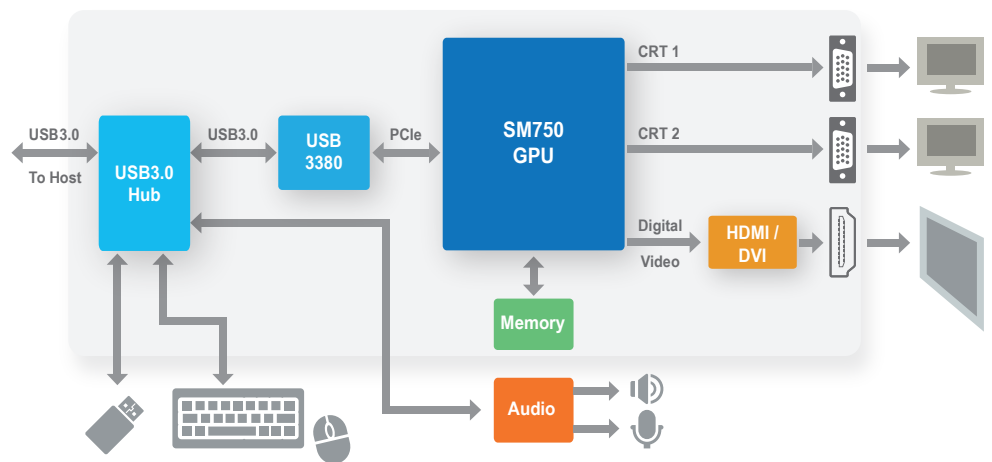 CRT 1
SM750
GPU
USB3.0
To Host
USB3.0
Hub
USB3.0
USB
3380
PCIe
CRT 2
Digital
Video
HDMI /
DVI
Memory
Audio